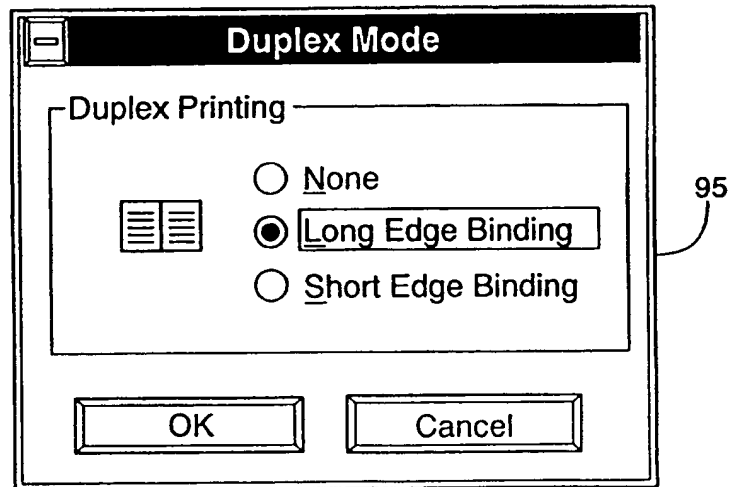 Duplex Mode
Duplex Printing
None
Long Edge Binding
Short Edge Binding
OK
Cancel
95